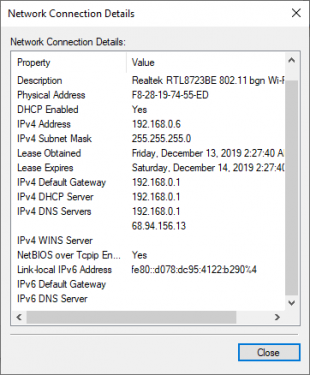 Network Connection Details
Network Connection Details:
Property Value
Description Realtek RTL8723BE 802.11 bgn Wi-F
Physical Address F8-28-19-74-55-ED
DHCP Enabled Yes
IPv4 Address 192.168.0.6
IPv4 Subnet Mask 255.255.255.0
Lease Obtained Friday, December 13, 2019 2:27:40 A
Lease Expires Saturday, December 14, 2019 2:27:40
IPv4 Default Gateway 192.168.0.1
IPv4 DHCP Server 192.168.0.1
IPv4 DNS Servers 192.168.0.1
68.94.156.13
IPv4 WINS Server
NetBIOS over Tcpip En... Yes
Link-local IPv6 Address fe80::d078:dc95:4122:b290%4
IPv6 Default Gateway
IPv6 DNS Server
Close